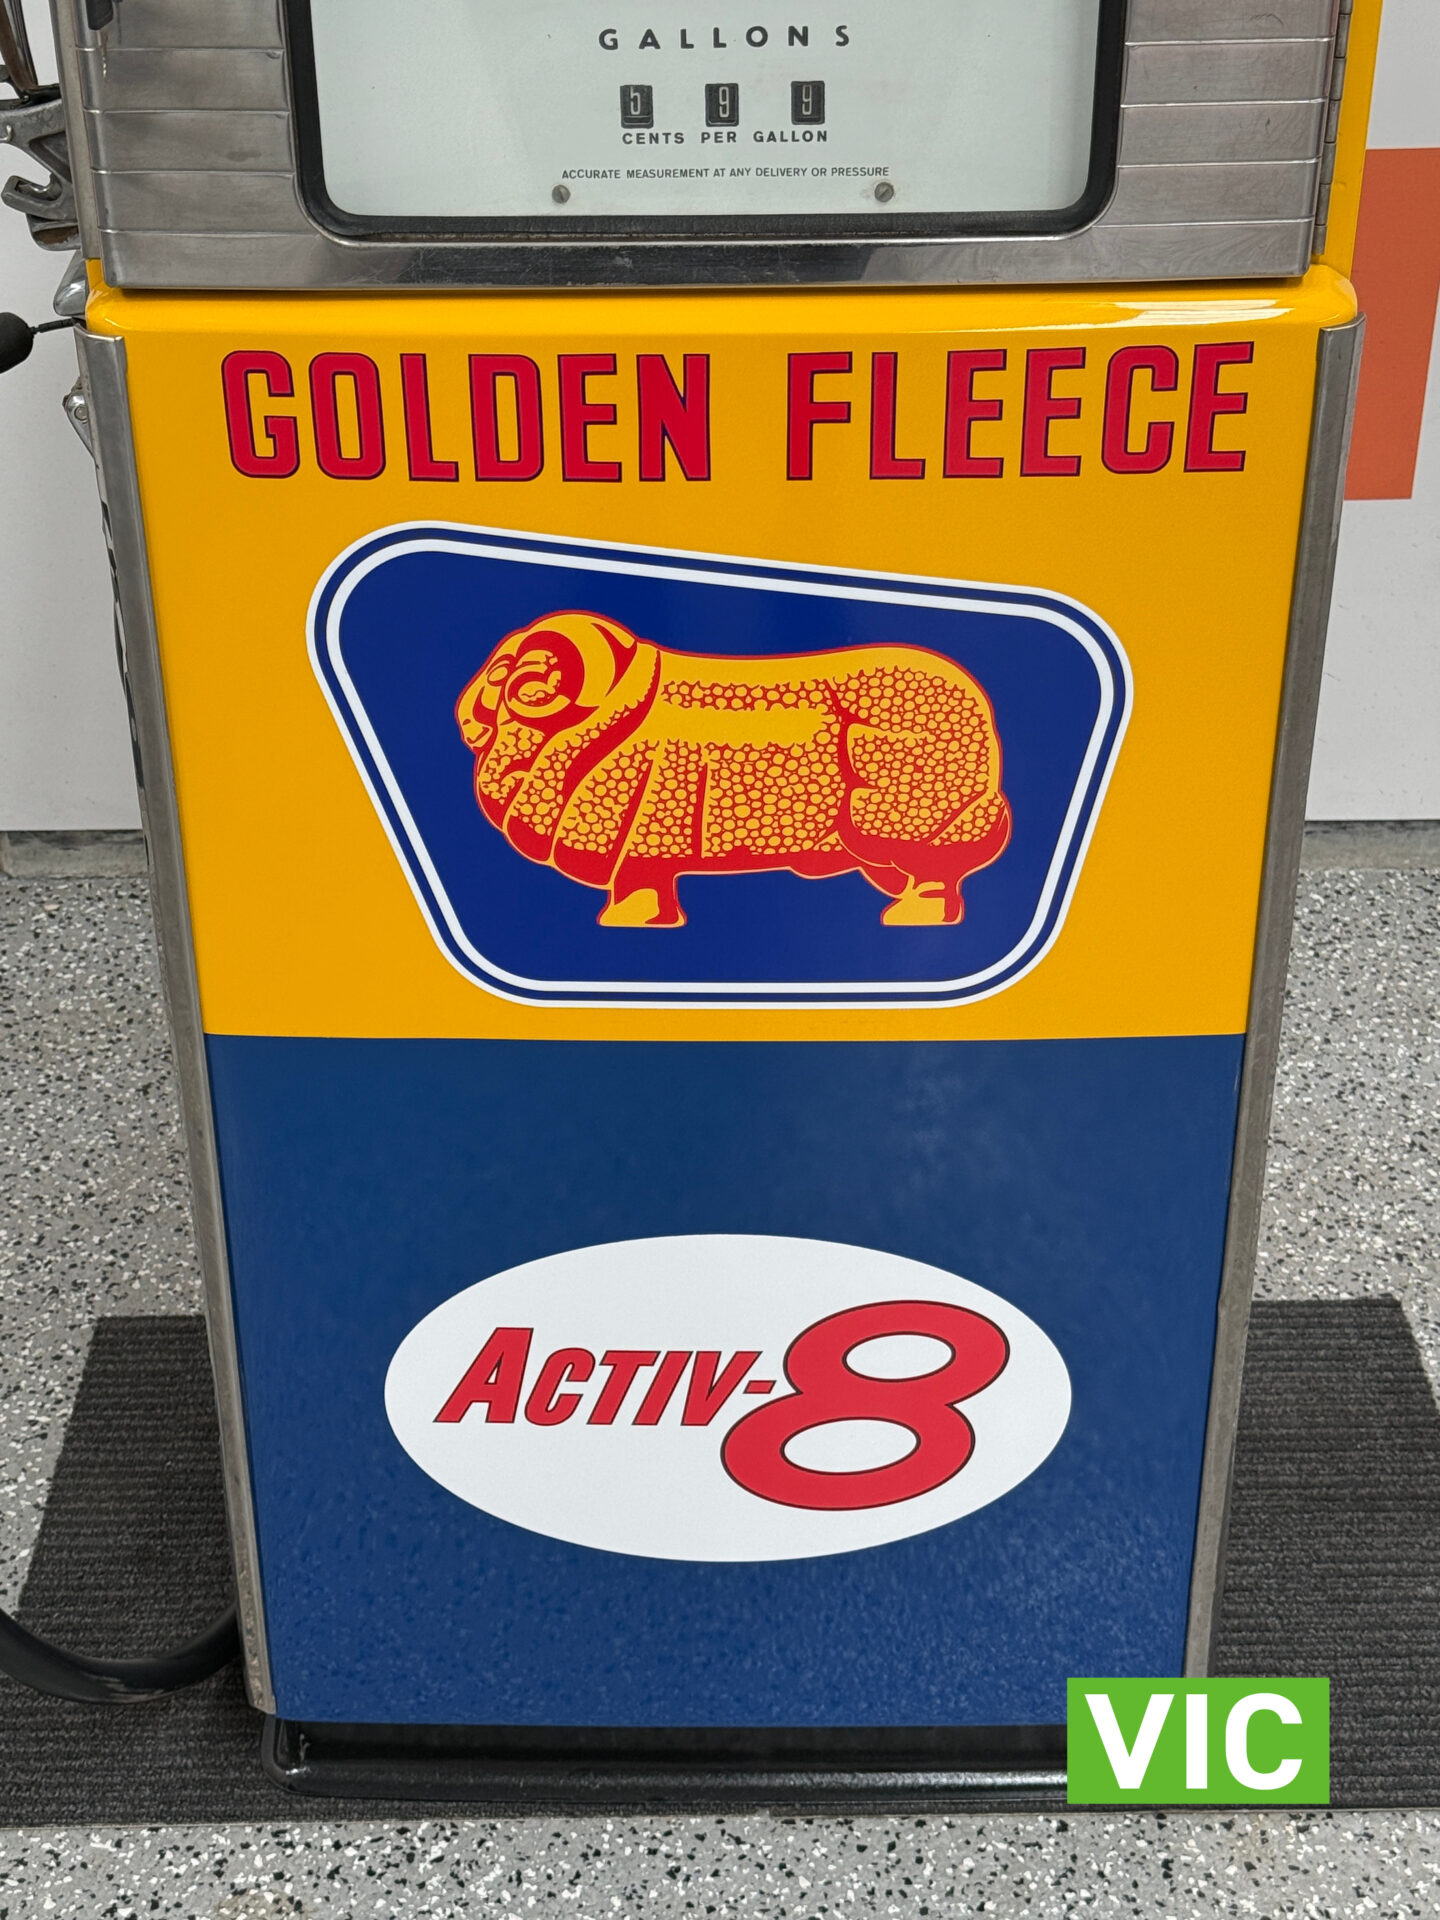 GALLONS
5 9 9
CENTS PER GALLON
ACCURATE MEASUREMENT AT ANY DELIVERY OR PRESSURE
GOLDEN FLEECE
ACTIV-8
VIC